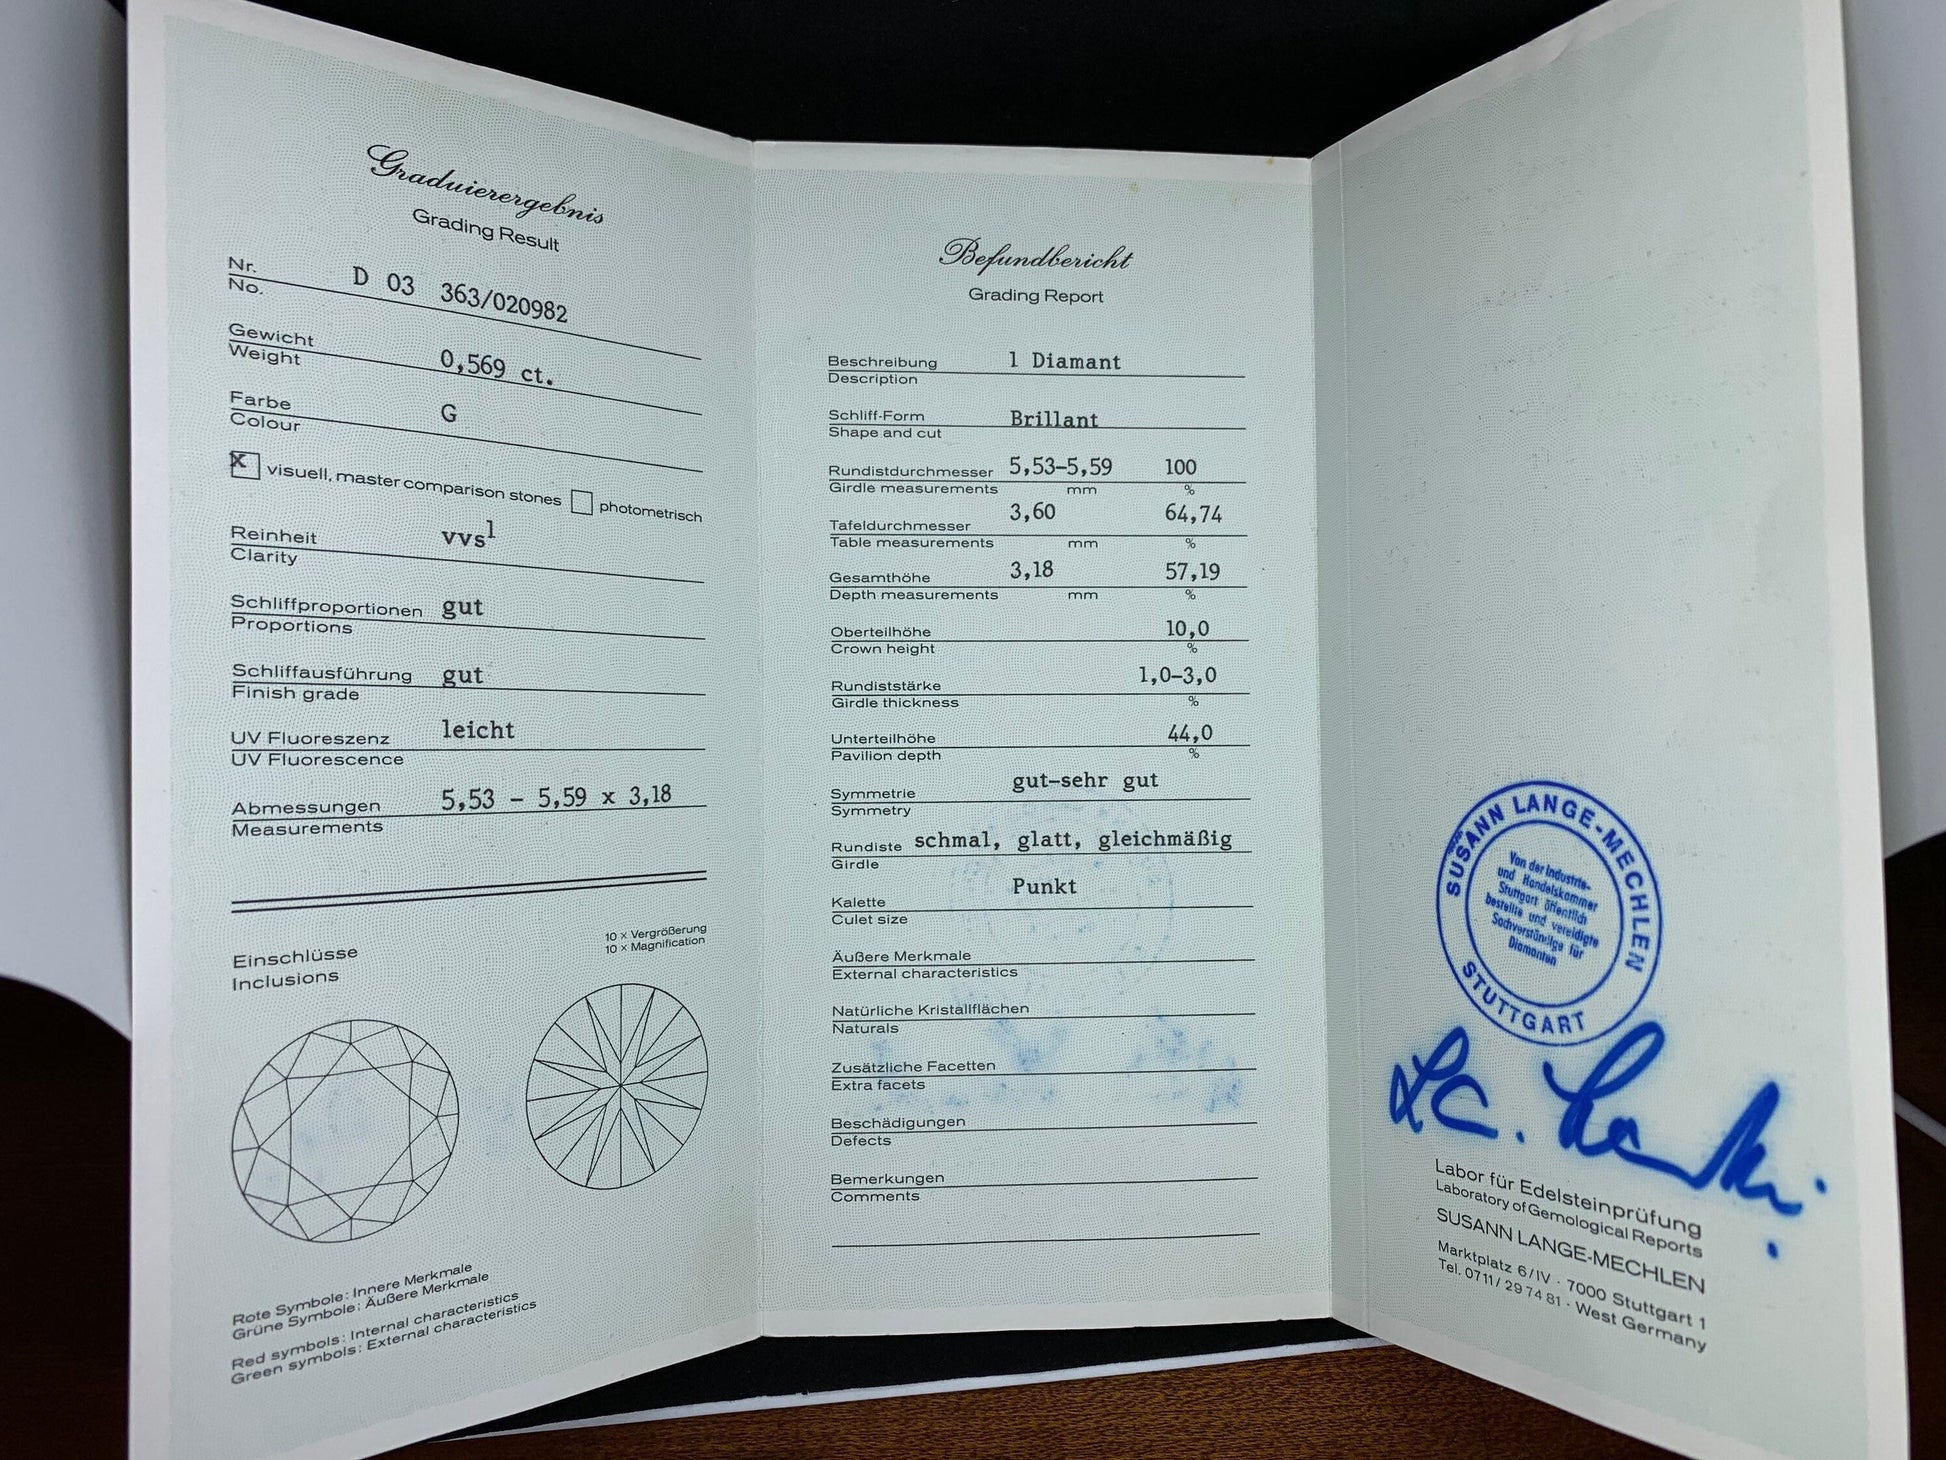 Graduierergebnis
Grading Result
Nr.
No.
D 03 363/020982
Gewicht
Weight
0,569 ct.
Farbe
Colour
G
x visuell, master comparison stones photometrisch
Reinheit
Clarity
vvs1
Schliffproportionen
Proportions
gut
Schliffausführung
Finish grade
gut
UV Fluoreszenz
UV Fluorescence
leicht
Abmessungen
Measurements
5,53 - 5,59 x 3,18
Einschlüsse
Inclusions
10 × Vergrößerung
10 × Magnification
Rote Symbole: Innere Merkmale
Grüne Symbole: Äußere Merkmale
Red symbols: Internal characteristics
Green symbols: External characteristics
Befundbericht
Grading Report
Beschreibung
Description
1 Diamant
Schliff-Form
Shape and cut
Brillant
Rundistdurchmesser 5,53-5,59 100
Girdle measurements mm %
Tafeldurchmesser 3,60 64,74
Table measurements mm %
Gesamthöhe 3,18 57,19
Depth measurements mm %
Oberteilhöhe 10,0
Crown height %
Rundiststärke 1,0-3,0
Girdle thickness %
Unterteilhöhe 44,0
Pavilion depth %
Symmetrie gut-sehr gut
Symmetry
Rundiste schmal, glatt, gleichmäßig
Girdle
Kalette Punkt
Culet size
Äußere Merkmale
External characteristics
Natürliche Kristallflächen
Naturals
Zusätzliche Facetten
Extra facets
Beschädigungen
Defects
Bemerkungen
Comments
SUSANN LANGE-MECHLEN
STUTTGART
Von der Industrie-
und Handelskammer
Stuttgart öffentlich
bestellte und vereidigte
Sachverständige für
Diamanten
Labor für Edelsteinprüfung
Laboratory of Gemological Reports
SUSANN LANGE-MECHLEN
Marktplatz 6/IV · 7000 Stuttgart 1
Tel. 0711/ 29 74 81 · West Germany